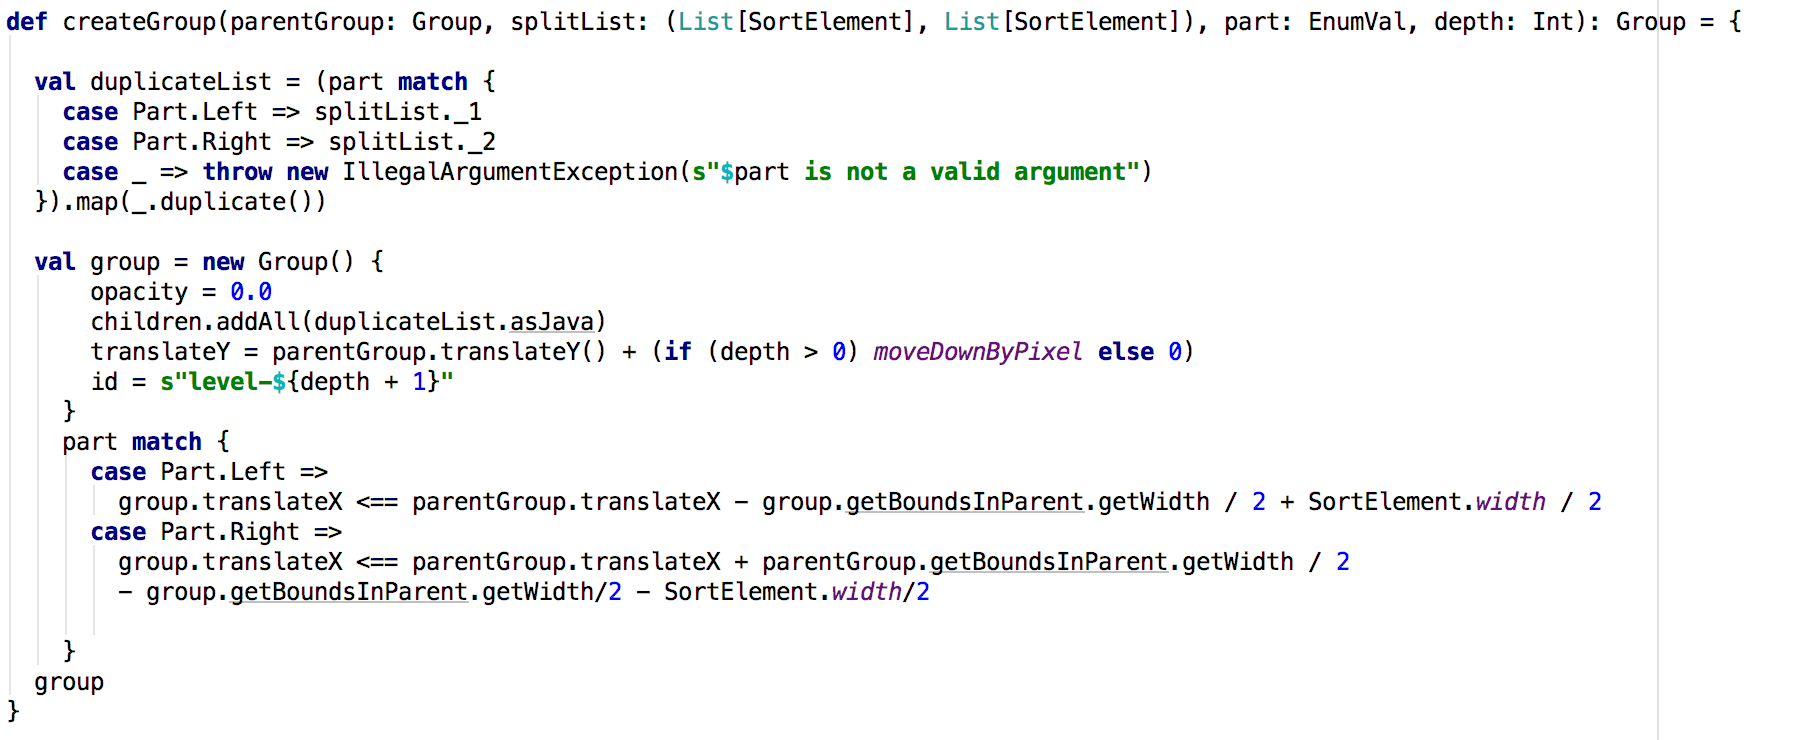 def createGroup(parentGroup: Group, splitList: (List[SortElement], List[SortElement]), part: EnumVal, depth: Int): Group = {
val duplicateList = (part match {
case Part.Left => splitList._1
case Part.Right => splitList._2
case _ => throw new IllegalArgumentException(s"$part is not a valid argument")
}).map(_.duplicate())
val group = new Group() {
opacity = 0.0
children.addAll(duplicateList.asJava)
translateY = parentGroup.translateY() + (if (depth > 0) moveDownByPixel else 0)
id = s"level-${depth + 1}"
}
part match {
case Part.Left =>
group.translateX <== parentGroup.translateX - group.getBoundsInParent.getWidth / 2 + SortElement.width / 2
case Part.Right =>
group.translateX <== parentGroup.translateX + parentGroup.getBoundsInParent.getWidth / 2
- group.getBoundsInParent.getWidth/2 - SortElement.width/2
}
group
}